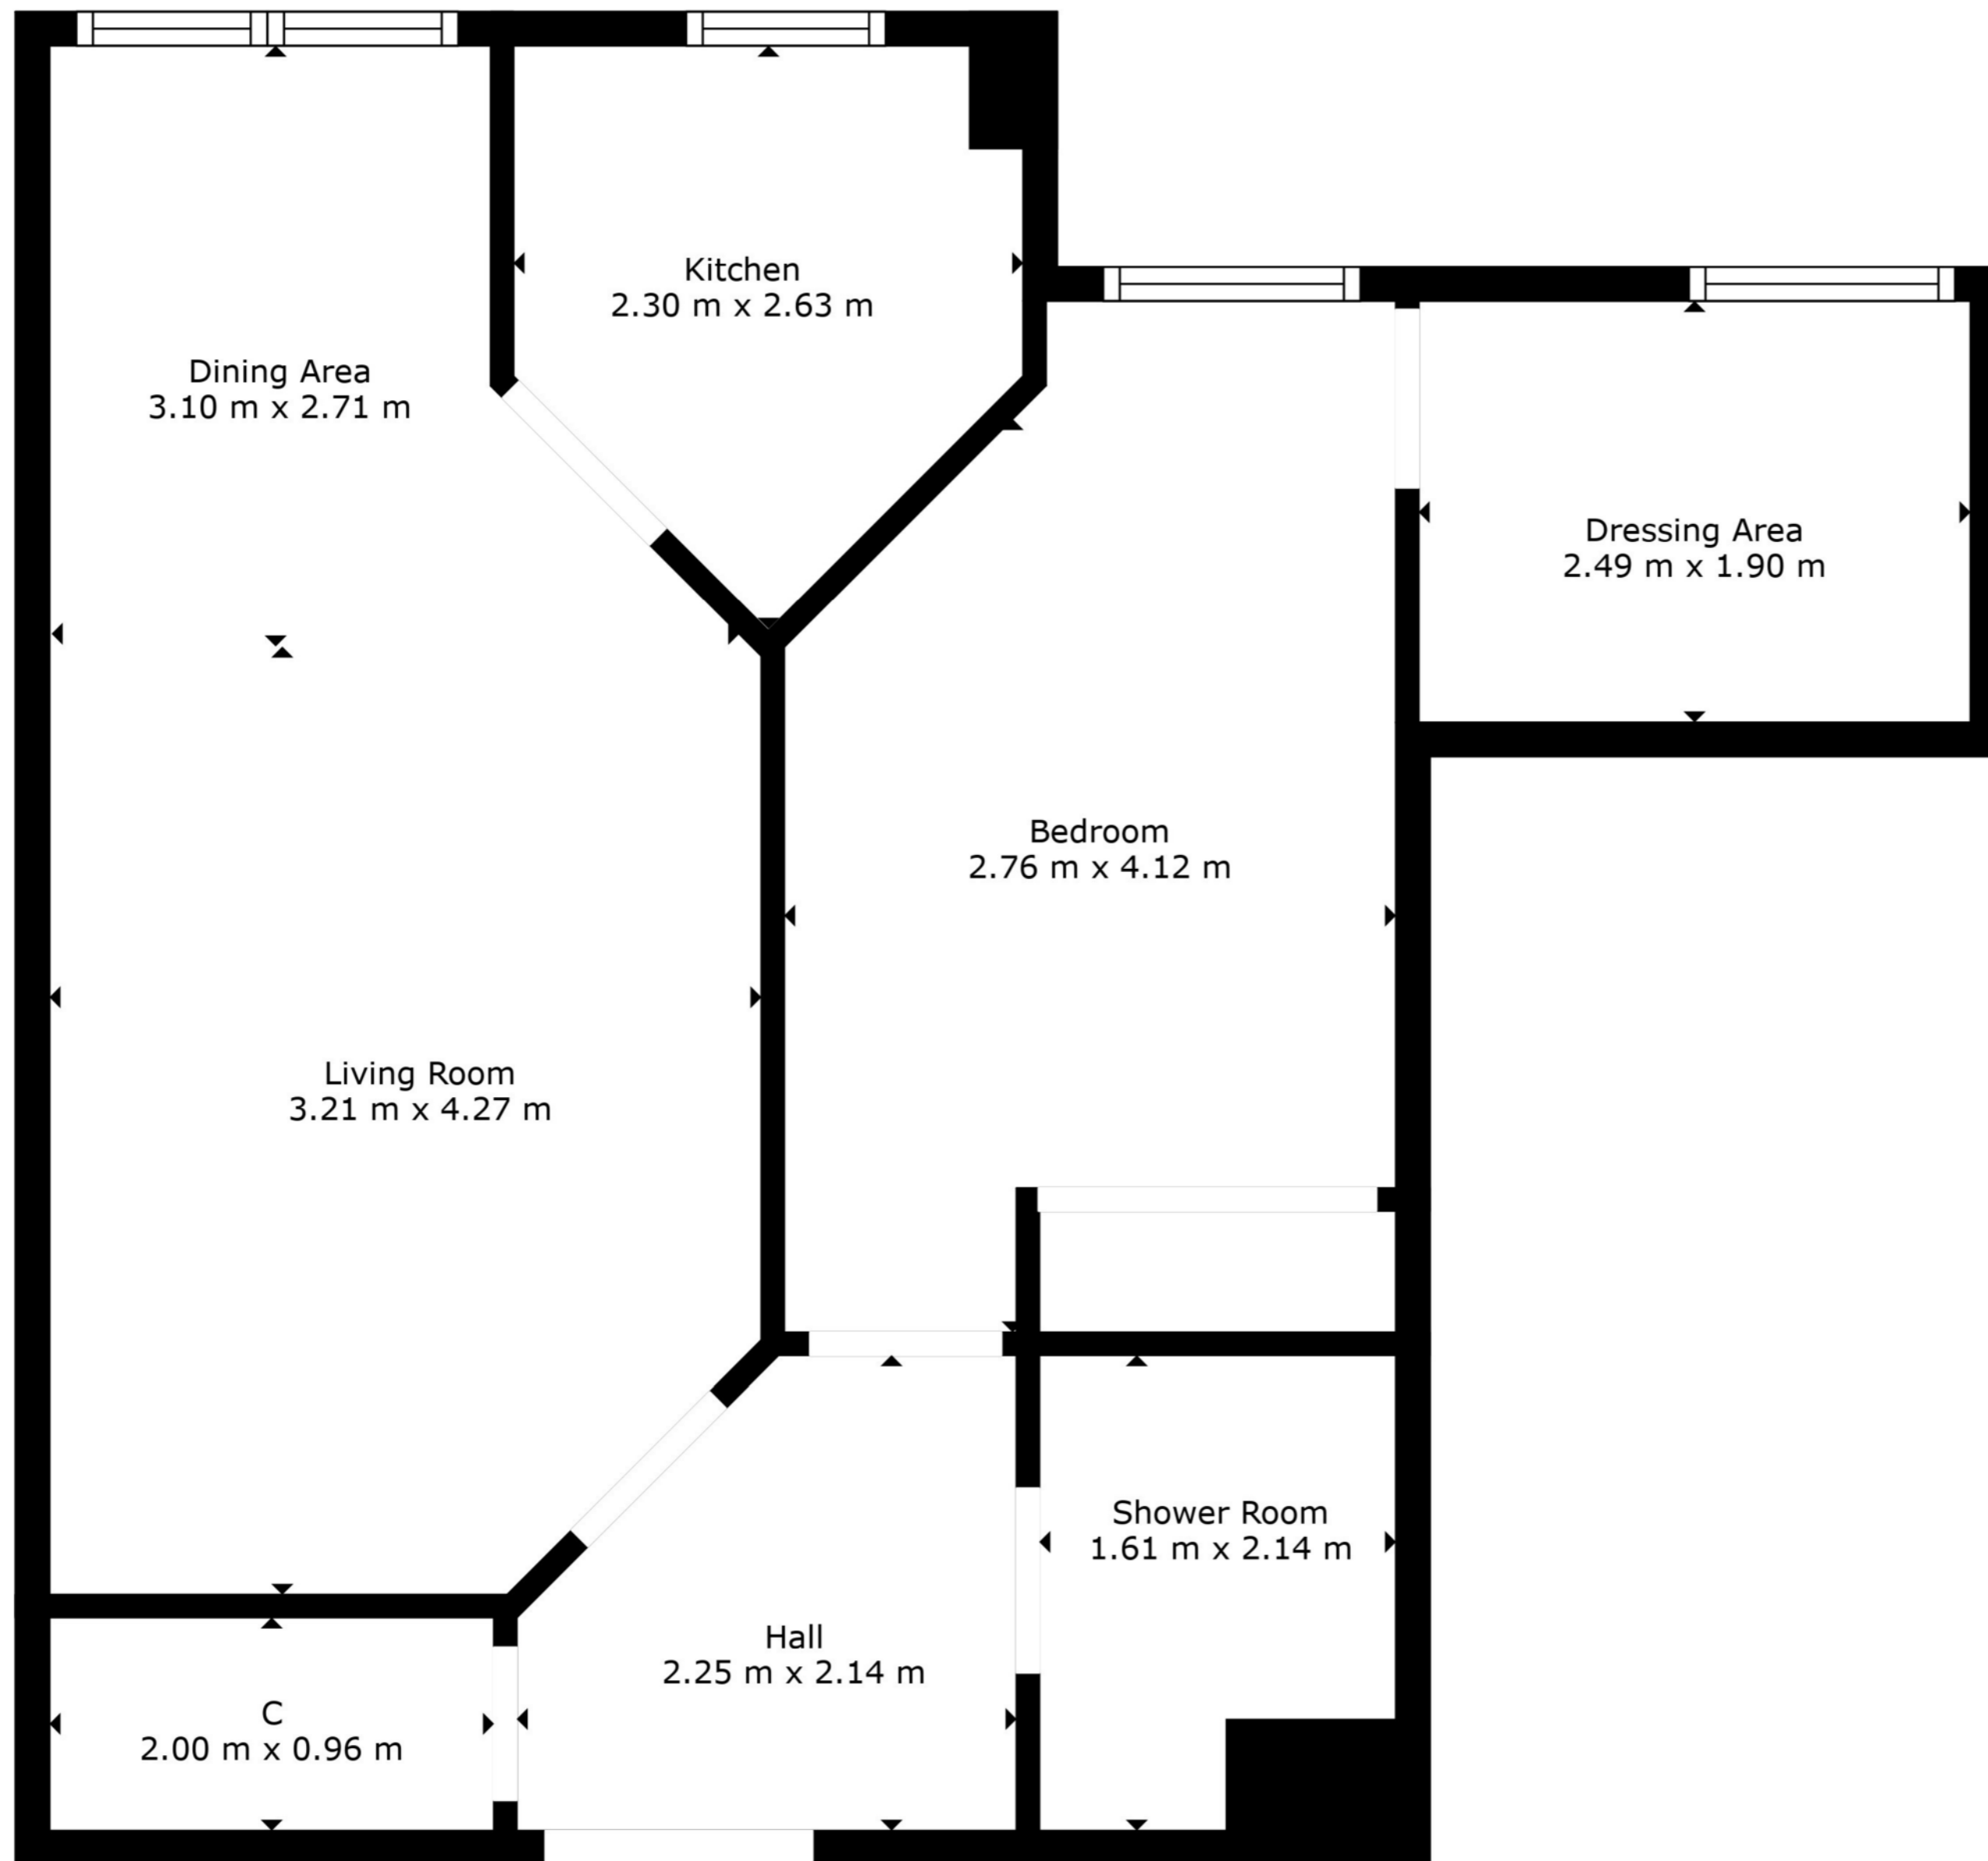 Kitchen
2.30 m x 2.63 m
Dining Area
3.10 m x 2.71 m
Dressing Area
2.49 m x 1.90 m
Bedroom
2.76 m x 4.12 m
Living Room
3.21 m x 4.27 m
Shower Room
1.61 m x 2.14 m
Hall
2.25 m x 2.14 m
C
2.00 m x 0.96 m